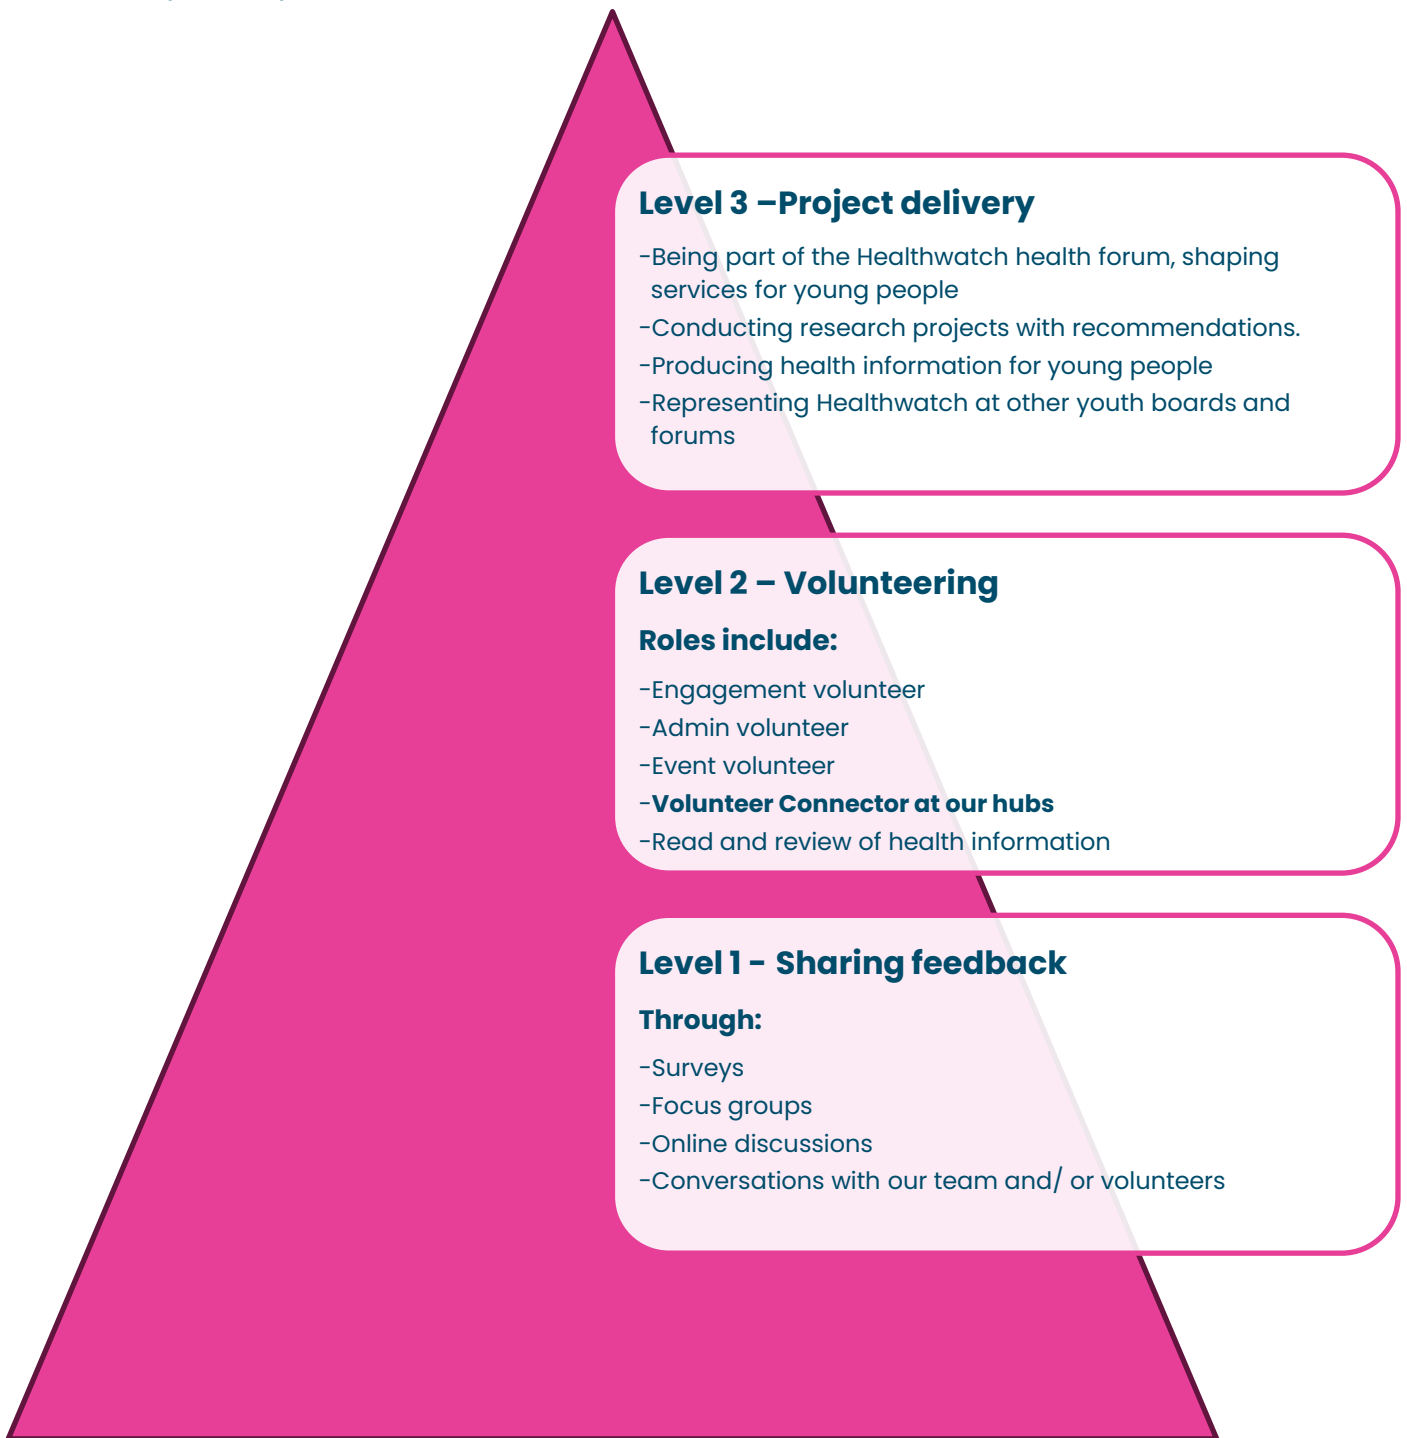 Level 3 –Project delivery
-Being part of the Healthwatch health forum, shaping
services for young people
-Conducting research projects with recommendations.
-Producing health information for young people
-Representing Healthwatch at other youth boards and
forums
Level 2 – Volunteering
Roles include:
-Engagement volunteer
-Admin volunteer
-Event volunteer
-Volunteer Connector at our hubs
-Read and review of health information
Level 1 - Sharing feedback
Through:
-Surveys
-Focus groups
-Online discussions
-Conversations with our team and/ or volunteers